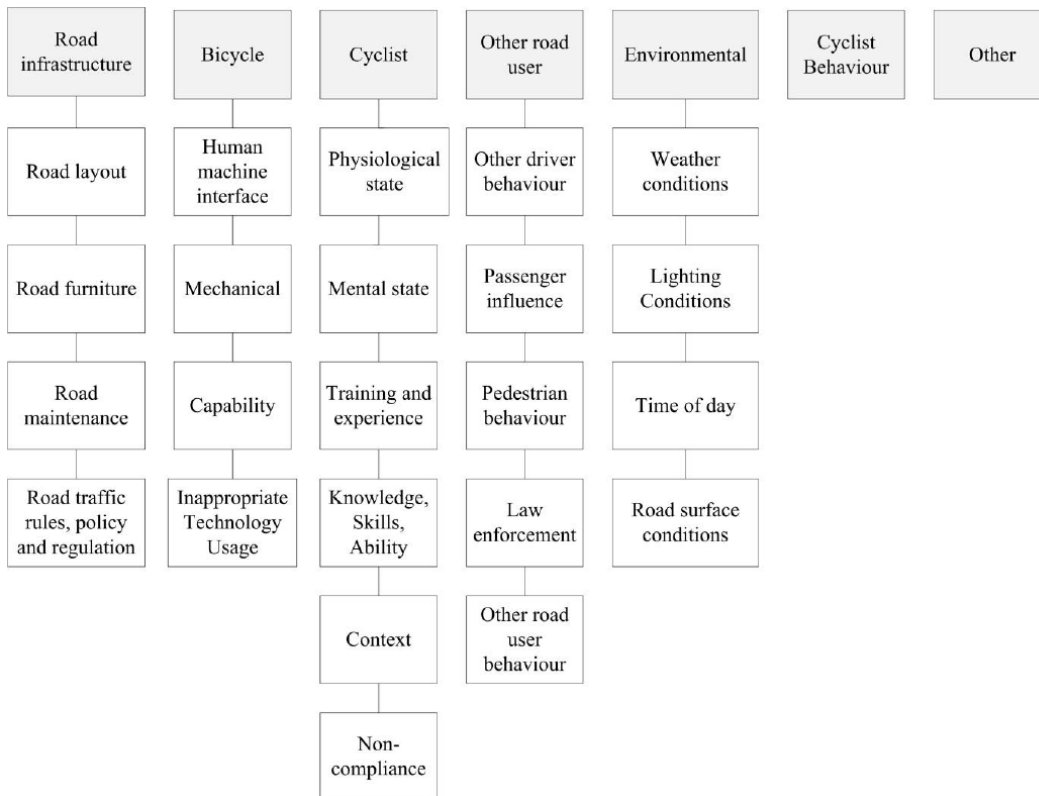 Road
infrastructure
Bicycle
Cyclist
Other road
user
Environmental
Cyclist
Behaviour
Other
Road layout
Human
machine
interface
Physiological
state
Other driver
behaviour
Weather
conditions
Road furniture
Mechanical
Mental state
Passenger
influence
Lighting
Conditions
Road
maintenance
Capability
Training and
experience
Pedestrian
behaviour
Time of day
Road traffic
rules, policy
and regulation
Inappropriate
Technology
Usage
Knowledge,
Skills,
Ability
Law
enforcement
Road surface
conditions
Context
Other road
user
behaviour
Non-
compliance